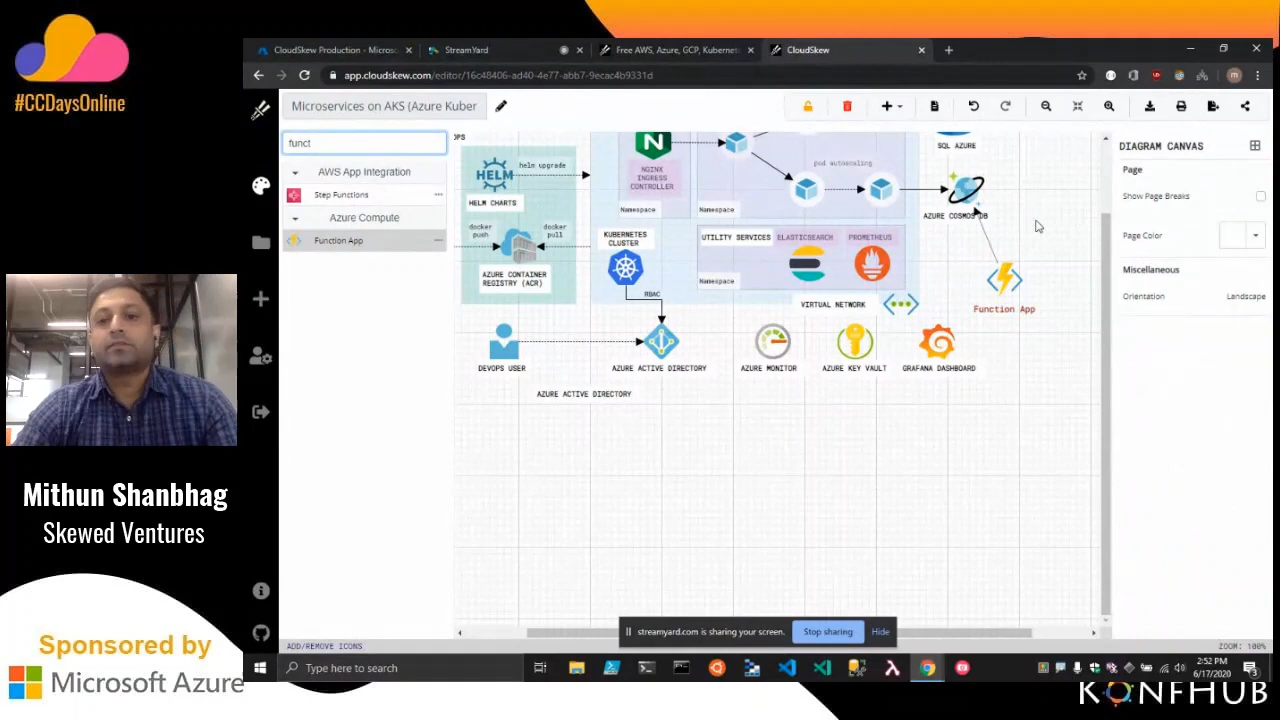 #CCDaysOnline
CloudSkew Production - Microso
StreamYard
Free AWS, Azure, GCP, Kubernet
CloudSkew
app.cloudskew.com/editor/16c48406-ad40-4e77-abb7-9ecac4b9331d
Microservices on AKS (Azure Kuber
funct
AWS App Integration
Step Functions
Azure Compute
Function App
OPS
HELM
helm upgrade
HELM CHARTS
docker push
docker pull
AZURE CONTAINER
REGISTRY (ACR)
NGINX
INGRESS
CONTROLLER
Namespace
KUBERNETES
CLUSTER
RBAC
pod autoscaling
Namespace
UTILITY SERVICES
ELASTICSEARCH
PROMETHEUS
Namespace
VIRTUAL NETWORK
SQL AZURE
AZURE COSMOS DB
Function App
DEVOPS USER
AZURE ACTIVE DIRECTORY
AZURE MONITOR
AZURE KEY VAULT
GRAFANA DASHBOARD
AZURE ACTIVE DIRECTORY
DIAGRAM CANVAS
Page
Show Page Breaks
Page Color
Miscellaneous
Orientation
Landscape
streamyard.com is sharing your screen.
Stop sharing
Hide
ADD/REMOVE ICONS
ZOOM: 100%
Type here to search
2:52 PM
6/17/2020
3
Mithun Shanbhag
Skewed Ventures
Sponsored by
Microsoft Azure
KONFHUB